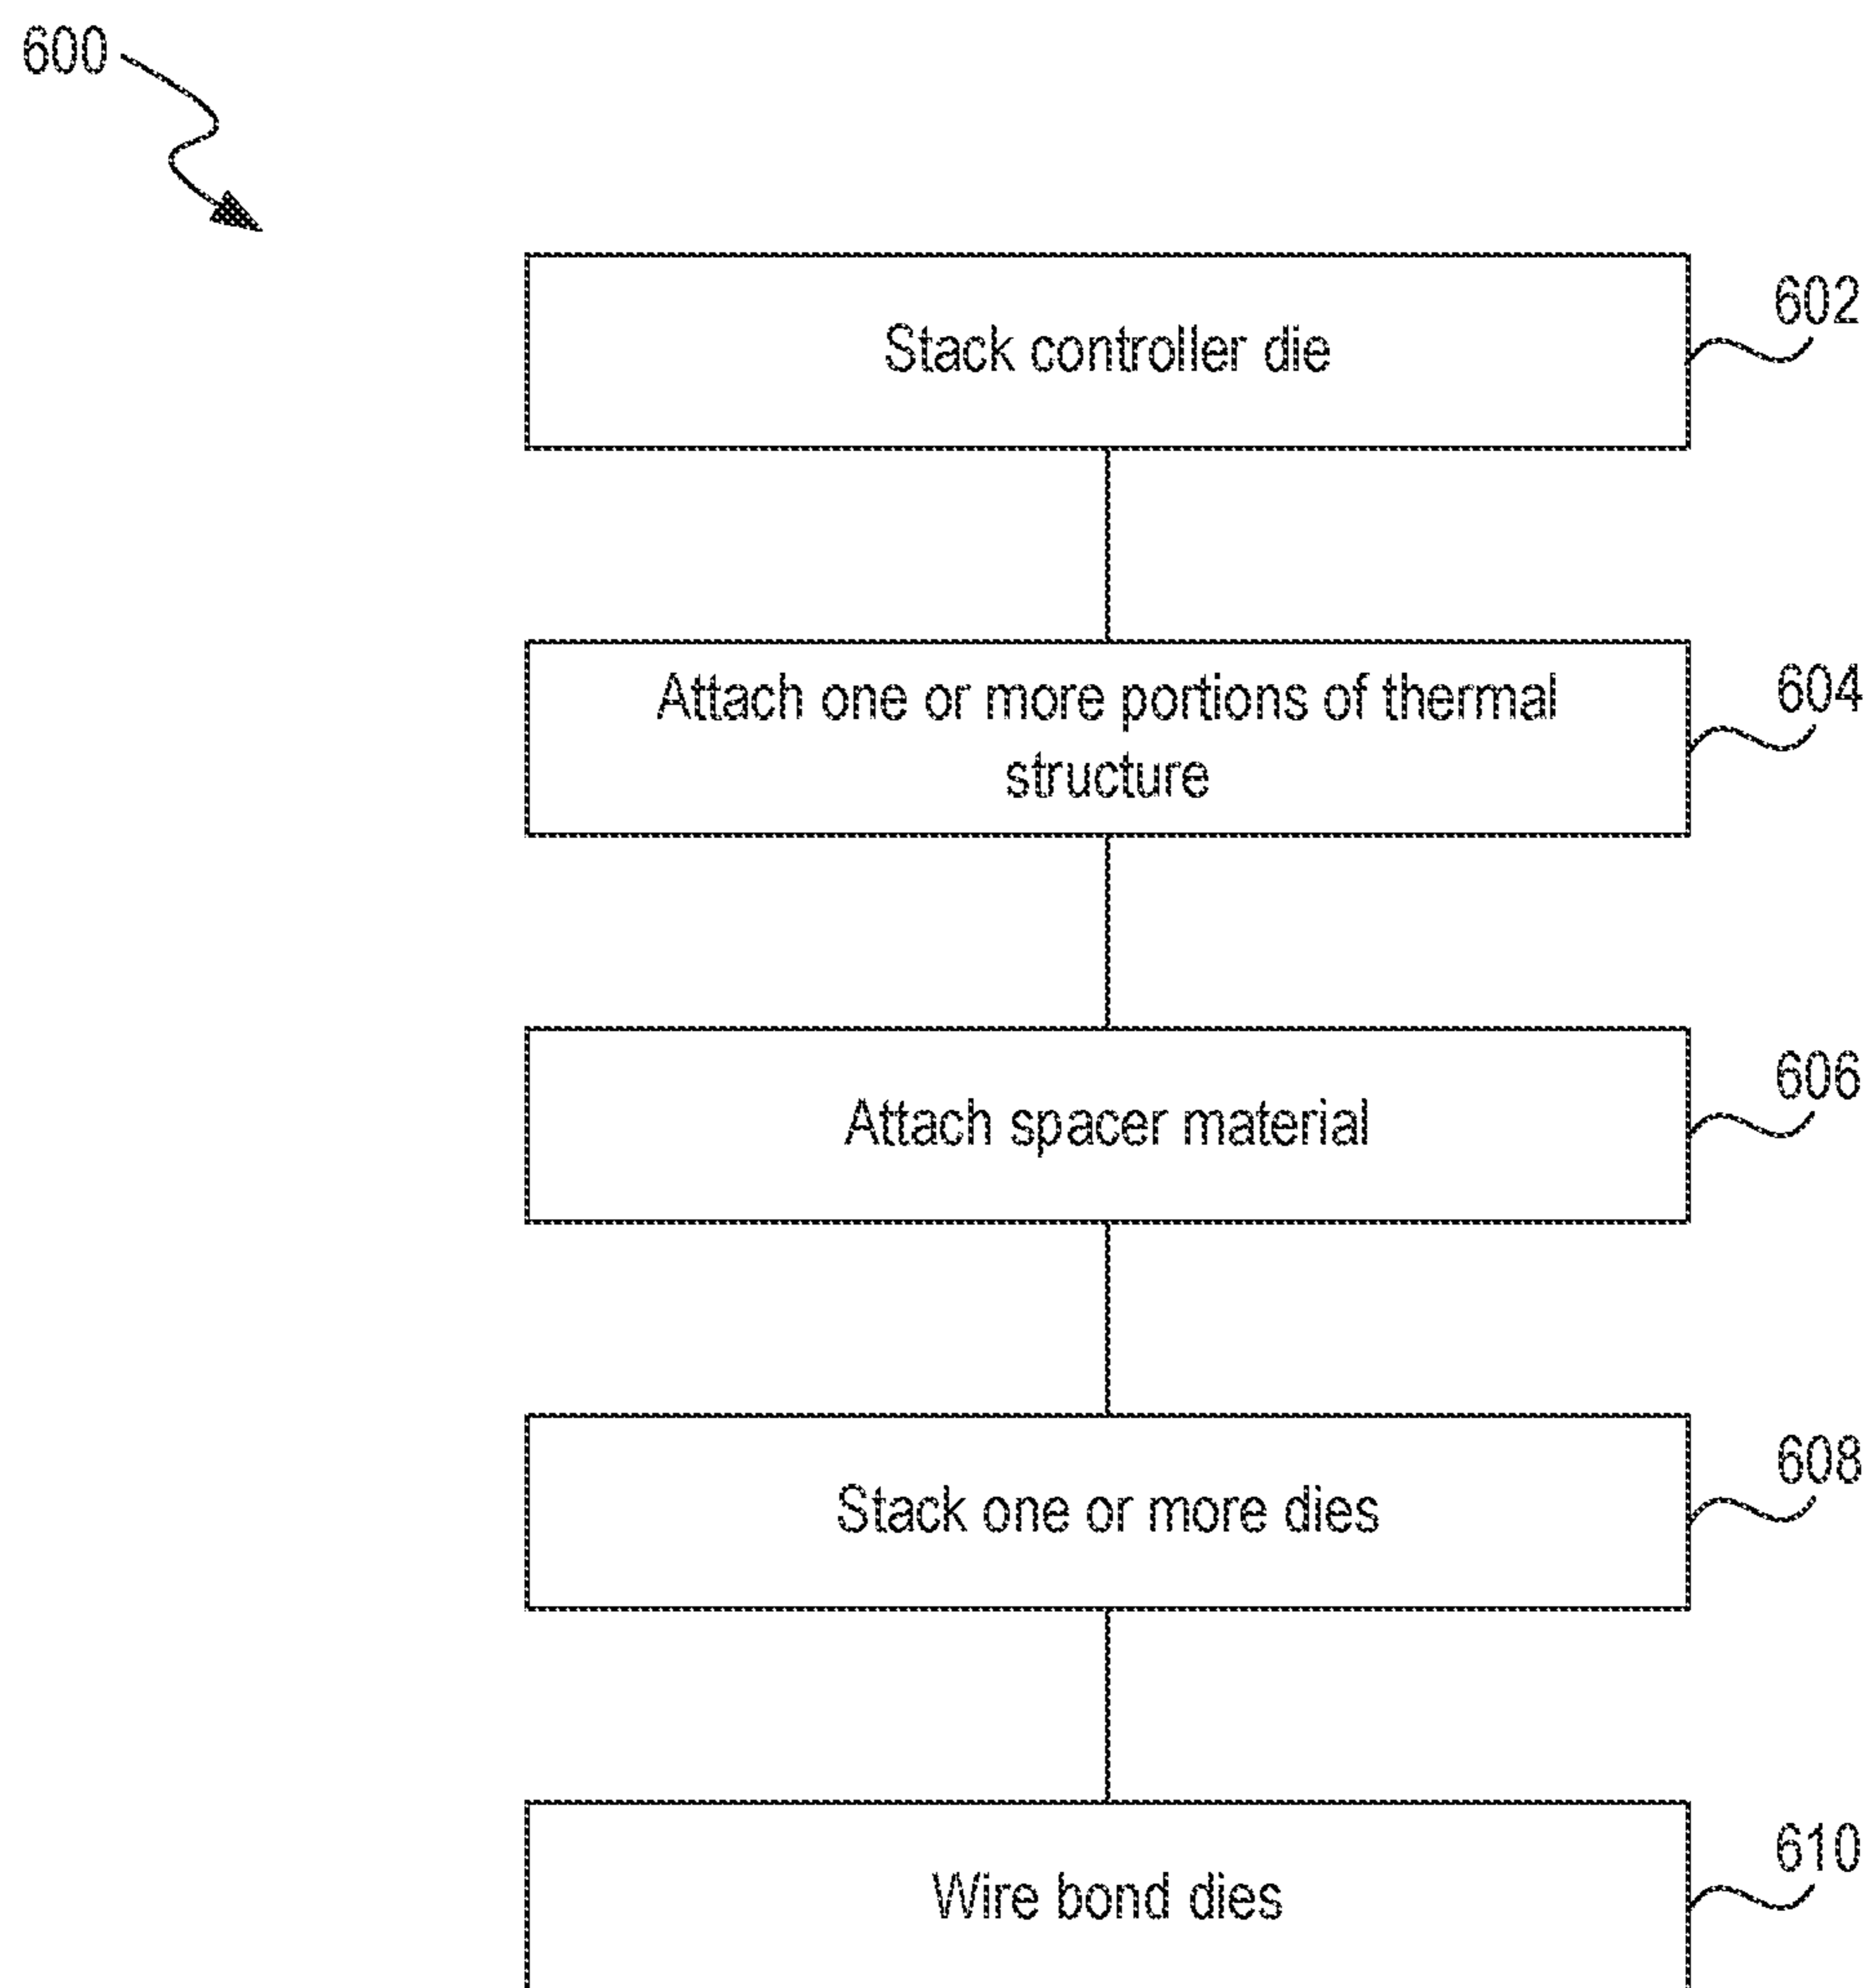 600
602
Stack controller die
604
Attach one or more portions of thermal
structure
606
Attach spacer material
608
Stack one or more dies
610
Wire bond dies